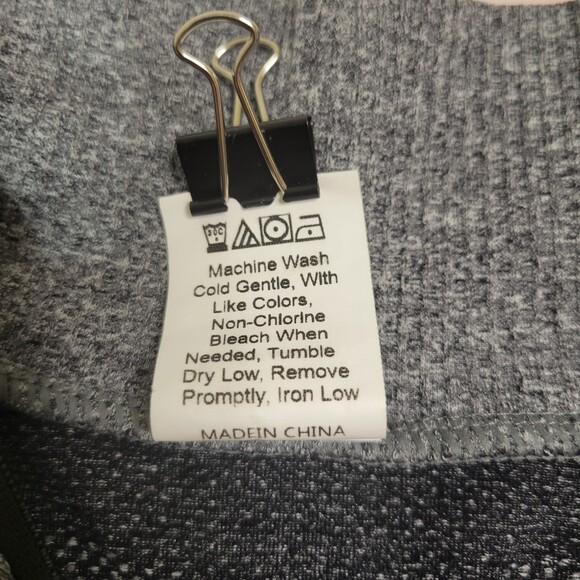 30C
Machine Wash
Cold Gentle, With
Like Colors,
Non-Chlorine
Bleach When
Needed, Tumble
Dry Low, Remove
Promptly, Iron Low
MADEIN CHINA